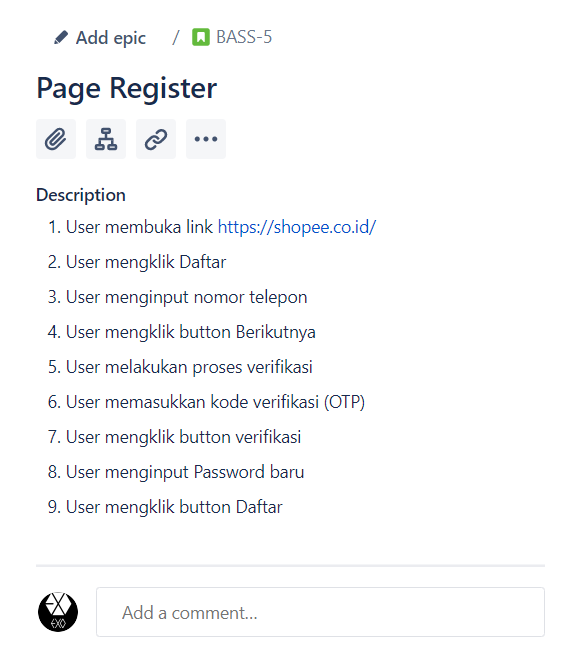 Add epic / BASS-5
Page Register
Description
1. User membuka link https://shopee.co.id/
2. User mengklik Daftar
3. User menginput nomor telepon
4. User mengklik button Berikutnya
5. User melakukan proses verifikasi
6. User memasukkan kode verifikasi (OTP)
7. User mengklik button verifikasi
8. User menginput Password baru
9. User mengklik button Daftar
EXO
Add a comment...